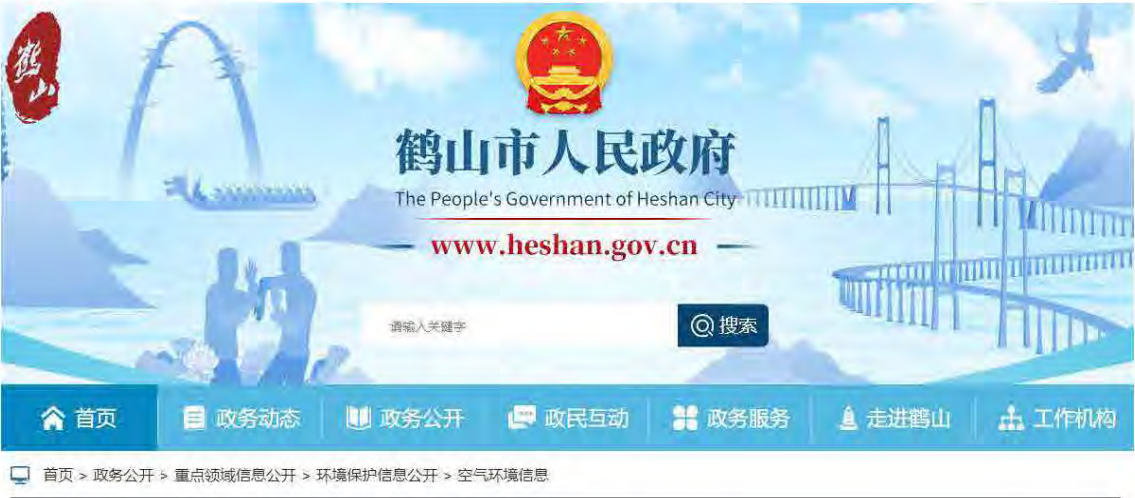 鹤山
鹤山市人民政府
The People's Government of Heshan City
www.heshan.gov.cn
请输入关键字
搜索
首页 政务动态 政务公开 政民互动 政务服务 走进鹤山 工作机构
首页 > 政务公开 > 重点领域信息公开 > 环境保护信息公开 > 空气环境信息